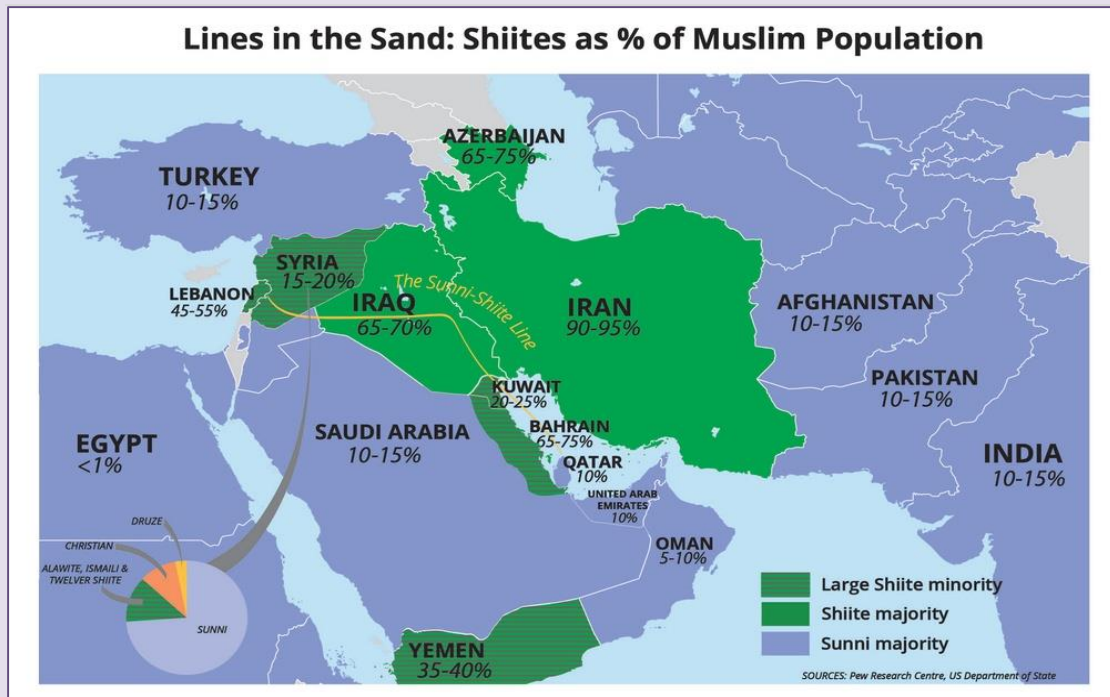 Lines in the Sand: Shiites as % of Muslim Population
AZERBAIJAN
65-75%
TURKEY
10-15%
SYRIA
15-20%
LEBANON
45-55%
The Sunni-Shiite Line
IRAQ
65-70%
IRAN
90-95%
AFGHANISTAN
10-15%
PAKISTAN
10-15%
KUWAIT
20-25%
BAHRAIN
65-75%
QATAR
10%
SAUDI ARABIA
10-15%
EGYPT
<1%
INDIA
10-15%
UNITED ARAB
EMIRATES
10%
OMAN
5-10%
YEMEN
35-40%
DRUZE
CHRISTIAN
ALAWITE, ISMAILI &
TWELVER SHIITE
SUNNI
Large Shiite minority
Shiite majority
Sunni majority
SOURCES: Pew Research Centre, US Department of State